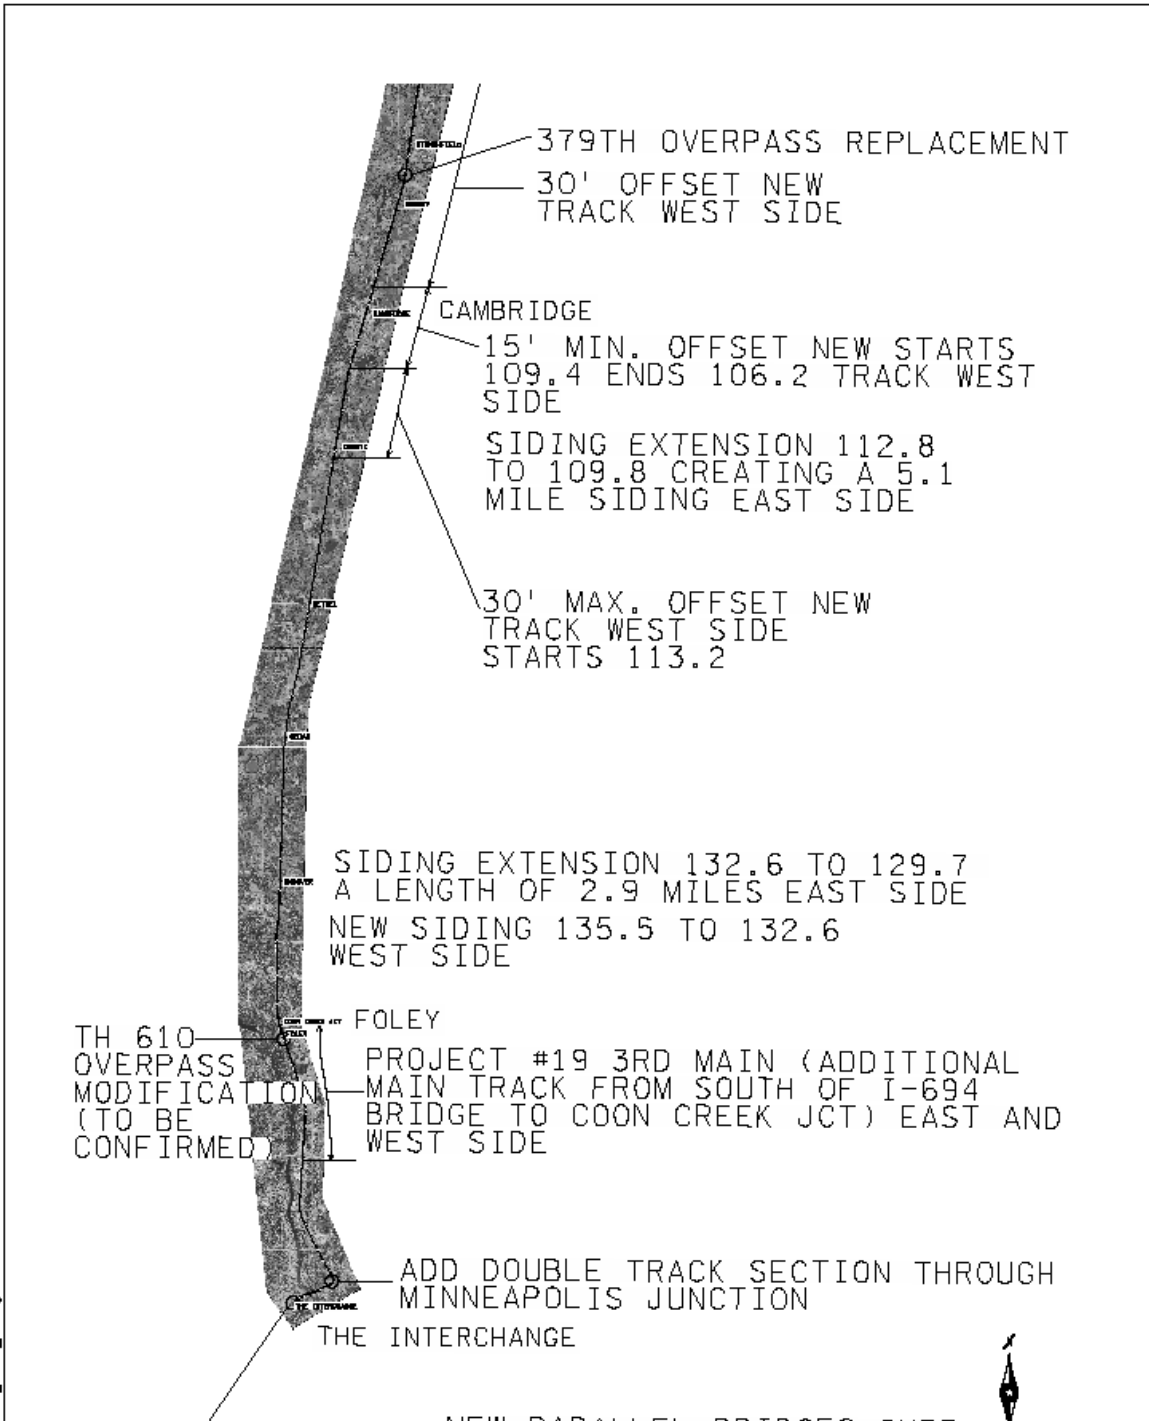 379TH OVERPASS REPLACEMENT
30' OFFSET NEW
TRACK WEST SIDE
CAMBRIDGE
15' MIN. OFFSET NEW STARTS
109.4 ENDS 106.2 TRACK WEST
SIDE
SIDING EXTENSION 112.8
TO 109.8 CREATING A 5.1
MILE SIDING EAST SIDE
30' MAX. OFFSET NEW
TRACK WEST SIDE
STARTS 113.2
SIDING EXTENSION 132.6 TO 129.7
A LENGTH OF 2.9 MILES EAST SIDE
NEW SIDING 135.5 TO 132.6
WEST SIDE
FOLEY
TH 610
OVERPASS
MODIFICATION
(TO BE
CONFIRMED)
PROJECT #19 3RD MAIN (ADDITIONAL
MAIN TRACK FROM SOUTH OF I-694
BRIDGE TO COON CREEK JCT) EAST AND
WEST SIDE
ADD DOUBLE TRACK SECTION THROUGH
MINNEAPOLIS JUNCTION
THE INTERCHANGE
THE INTERCHANGE